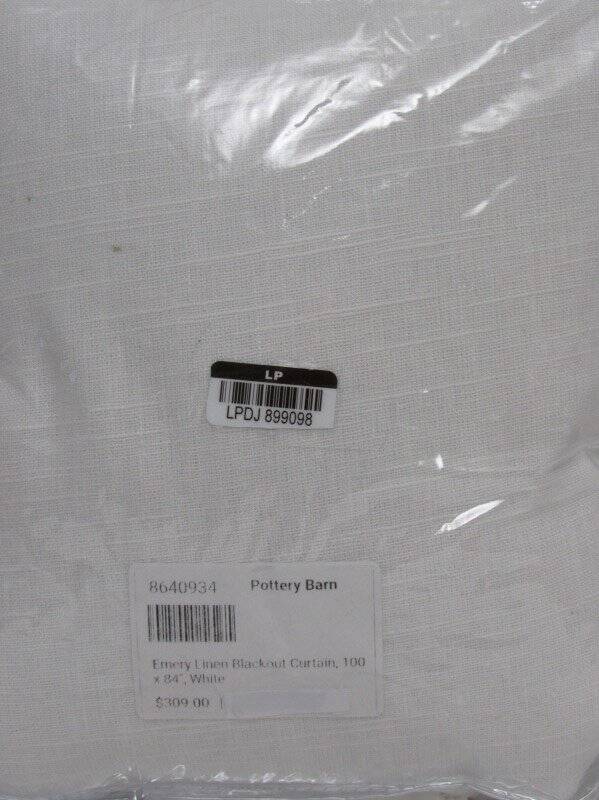 LP
LPDJ 899098
8640934 Pottery Barn
Emery Linen Blackout Curtain, 100
x 84", White
$309.00 |